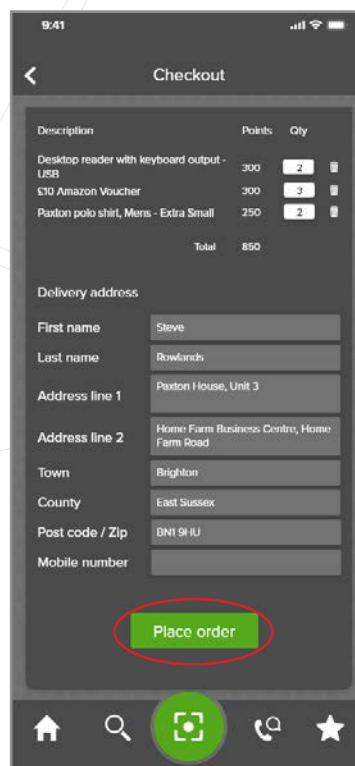 9:41
Checkout
Description Points Qty
Desktop reader with keyboard output - 300 2
USB
£10 Amazon Voucher 300 3
Paxton polo shirt, Mens - Extra Small 250 2
Total 850
Delivery address
First name Steve
Last name Rowlands
Address line 1 Paxton House, Unit 3
Address line 2 Home Farm Business Centre, Home
Farm Road
Town Brighton
County East Sussex
Post code / Zip BN1 9HU
Mobile number
Place order